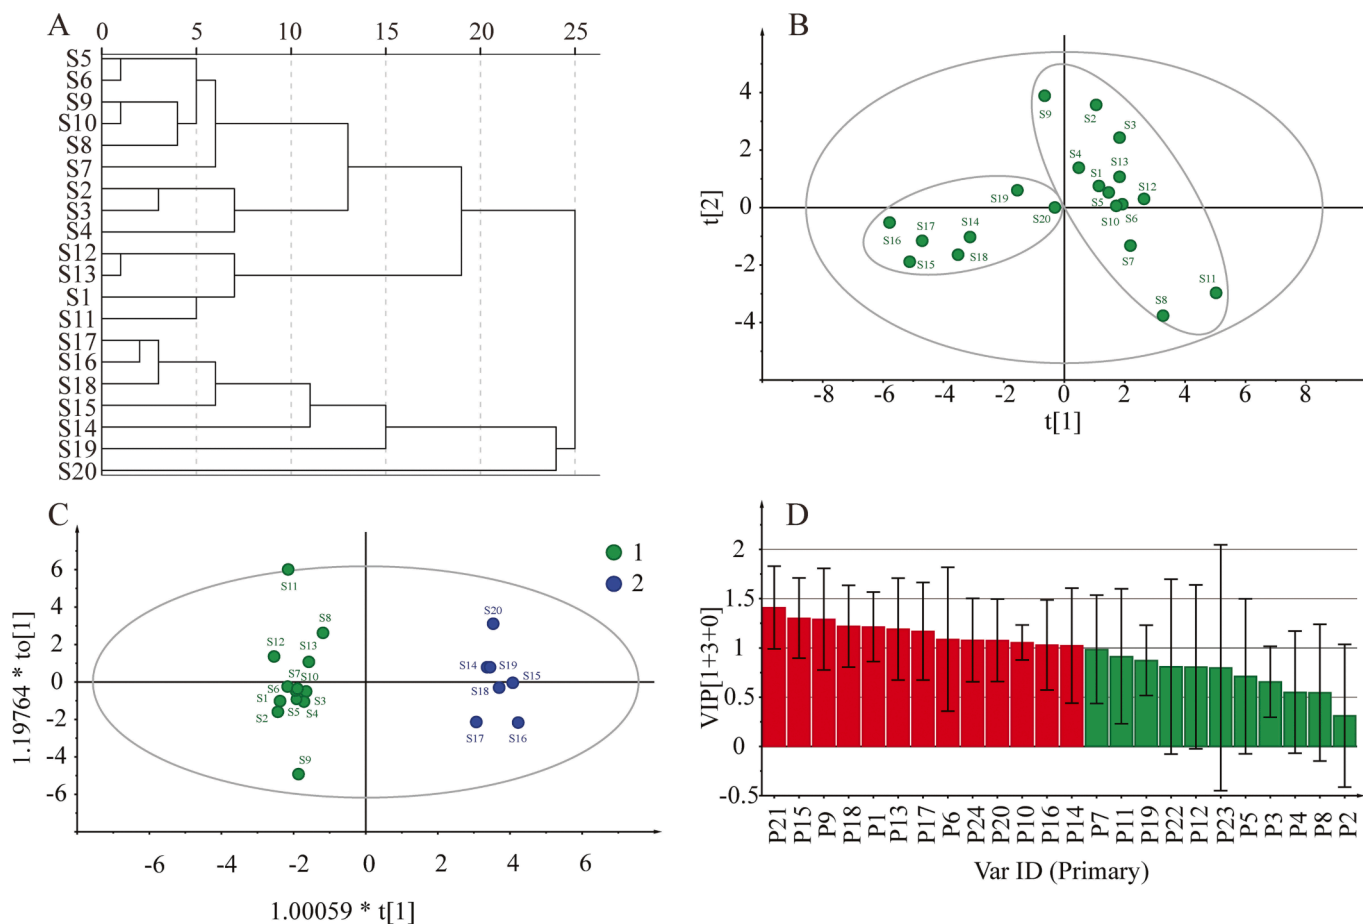 A
0 5 10 15 20 25
S5
S6
S9
S10
S8
S7
S2
S3
S4
S12
S13
S1
S11
S17
S16
S18
S15
S14
S19
S20
B
t[2]
4
2
0
-2
-4
-8 -6 -4 -2 0 2 4 6 8
t[1]
S9
S2
S3
S4
S13
S1
S12
S5
S10
S6
S7
S11
S8
S19
S20
S17
S14
S16
S15
S18
C
1.19764 * to[1]
6
4
2
0
-2
-4
-6
-6 -4 -2 0 2 4 6
1.00059 * t[1]
1
2
S11
S8
S12
S13
S7
S6
S10
S1
S3
S5
S4
S2
S9
S20
S14
S19
S15
S18
S17
S16
D
VIP[1+3+0]
2
1.5
1
0.5
0
-0.5
P21
P15
P9
P18
P1
P13
P17
P6
P24
P20
P10
P16
P14
P7
P11
P19
P22
P12
P23
P5
P3
P4
P8
P2
Var ID (Primary)